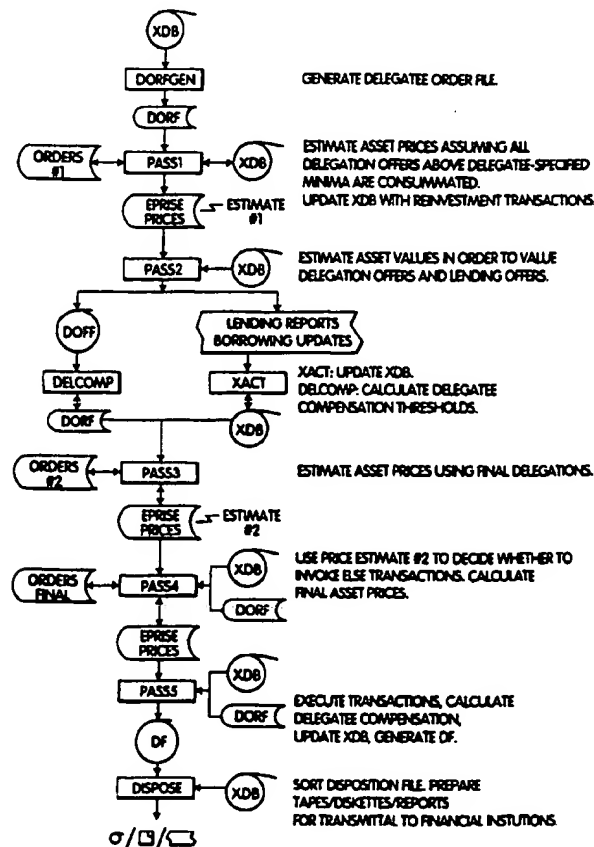 XDB
DORFGEN
GENERATE DELEGATEE ORDER FILE.
DORF
ORDERS
#1
PASS1
XDB
ESTIMATE ASSET PRICES ASSUMING ALL
DELEGATION OFFERS ABOVE DELEGATEE-SPECIFIED
MINIMA ARE CONSUMMATED.
UPDATE XDB WITH REINVESTMENT TRANSACTIONS.
EPRISE
PRICES
ESTIMATE
#1
PASS2
XDB
ESTIMATE ASSET VALUES IN ORDER TO VALUE
DELEGATION OFFERS AND LENDING OFFERS.
DOFF
LENDING REPORTS
BORROWING UPDATES
DELCOMP
XACT
XACT: UPDATE XDB.
DELCOMP: CALCULATE DELEGATEE
COMPENSATION THRESHOLDS.
DORF
XDB
ORDERS
#2
PASS3
ESTIMATE ASSET PRICES USING FINAL DELEGATIONS.
EPRISE
PRICES
ESTIMATE
#2
ORDERS
FINAL
PASS4
XDB
DORF
USE PRICE ESTIMATE #2 TO DECIDE WHETHER TO
INVOKE ELSE TRANSACTIONS. CALCULATE
FINAL ASSET PRICES.
EPRISE
PRICES
PASS5
XDB
DORF
EXECUTE TRANSACTIONS, CALCULATE
DELEGATEE COMPENSATION,
UPDATE XDB, GENERATE DF.
DF
DISPOSE
XDB
SORT DISPOSITION FILE. PREPARE
TAPES/DISKETTES/REPORTS
FOR TRANSMITTAL TO FINANCIAL INSTUTIONS.